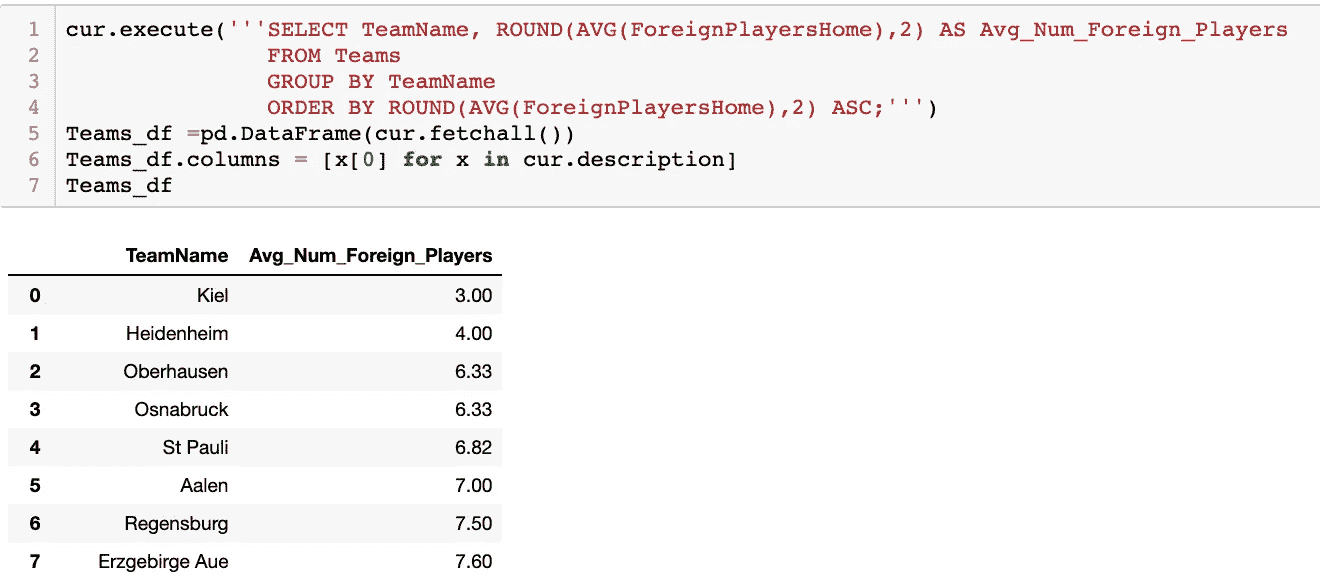 1 cur.execute('''SELECT TeamName, ROUND(AVG(ForeignPlayersHome),2) AS Avg_Num_Foreign_Players
2 FROM Teams
3 GROUP BY TeamName
4 ORDER BY ROUND(AVG(ForeignPlayersHome),2) ASC;''')
5 Teams_df =pd.DataFrame(cur.fetchall())
6 Teams_df.columns = [x[0] for x in cur.description]
7 Teams_df
TeamName Avg_Num_Foreign_Players
0 Kiel 3.00
1 Heidenheim 4.00
2 Oberhausen 6.33
3 Osnabruck 6.33
4 St Pauli 6.82
5 Aalen 7.00
6 Regensburg 7.50
7 Erzgebirge Aue 7.60